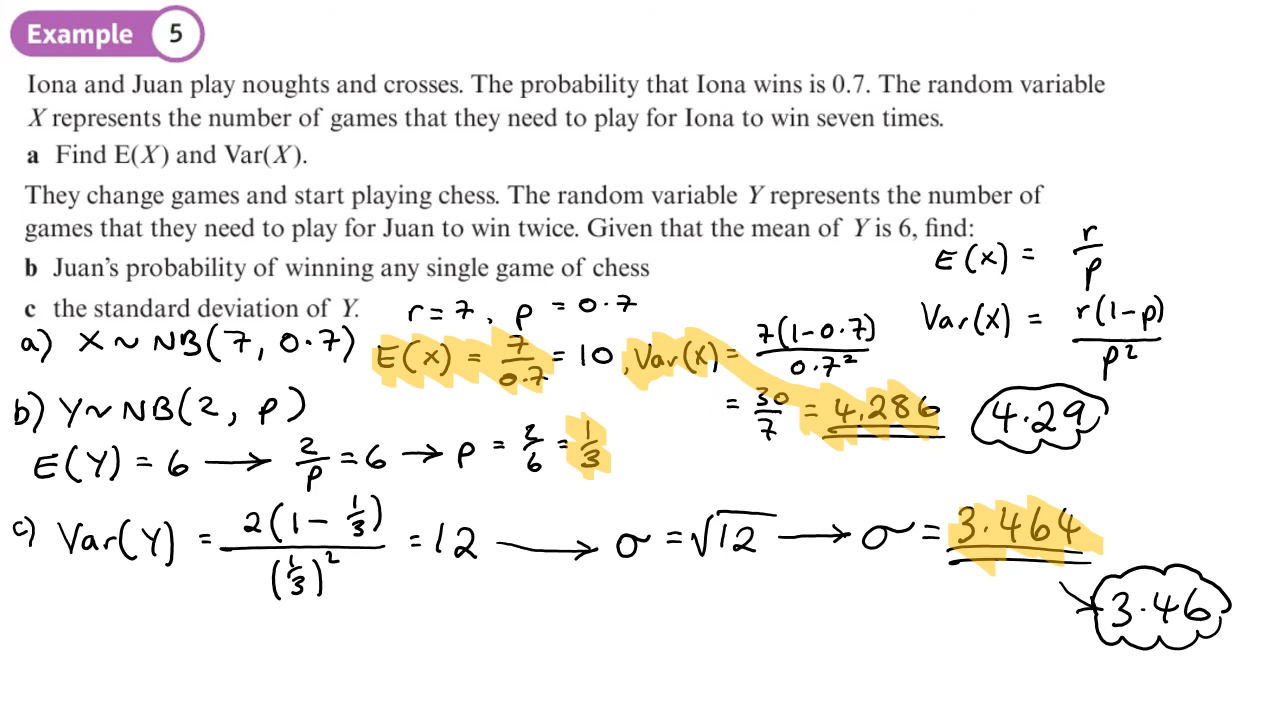 Example 5
Iona and Juan play noughts and crosses. The probability that Iona wins is 0.7. The random variable
X represents the number of games that they need to play for Iona to win seven times.
a Find E(X) and Var(X).
They change games and start playing chess. The random variable Y represents the number of
games that they need to play for Juan to win twice. Given that the mean of Y is 6, find:
b Juan's probability of winning any single game of chess
c the standard deviation of Y.
E(x) = r/p
Var(x) = r(1-p)/p²
r = 7, p = 0.7
a) X ~ NB(7, 0.7) E(x) = 7/0.7 = 10, Var(X) = 7(1-0.7)/0.7²
= 30/7 = 4.286 4.29
b) Y ~ NB(2, p)
E(Y) = 6 → 2/p = 6 → p = 2/6 = 1/3
c) Var(Y) = 2(1 - 1/3)/(1/3)² = 12 → σ = √12 → σ = 3.464
3.46